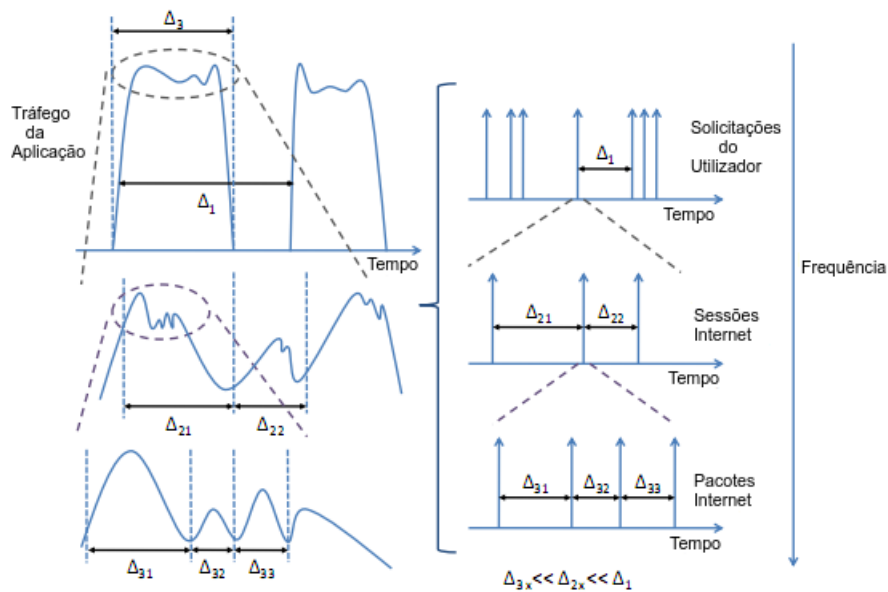 Δ3
Tráfego
da
Aplicação
Δ1
Tempo
Δ21
Δ22
Δ31
Δ32
Δ33
Solicitações
do
Utilizador
Δ1
Tempo
Δ21
Δ22
Sessões
Internet
Tempo
Δ31
Δ32
Δ33
Pacotes
Internet
Tempo
Δ3x<< Δ2x<< Δ1
Frequência